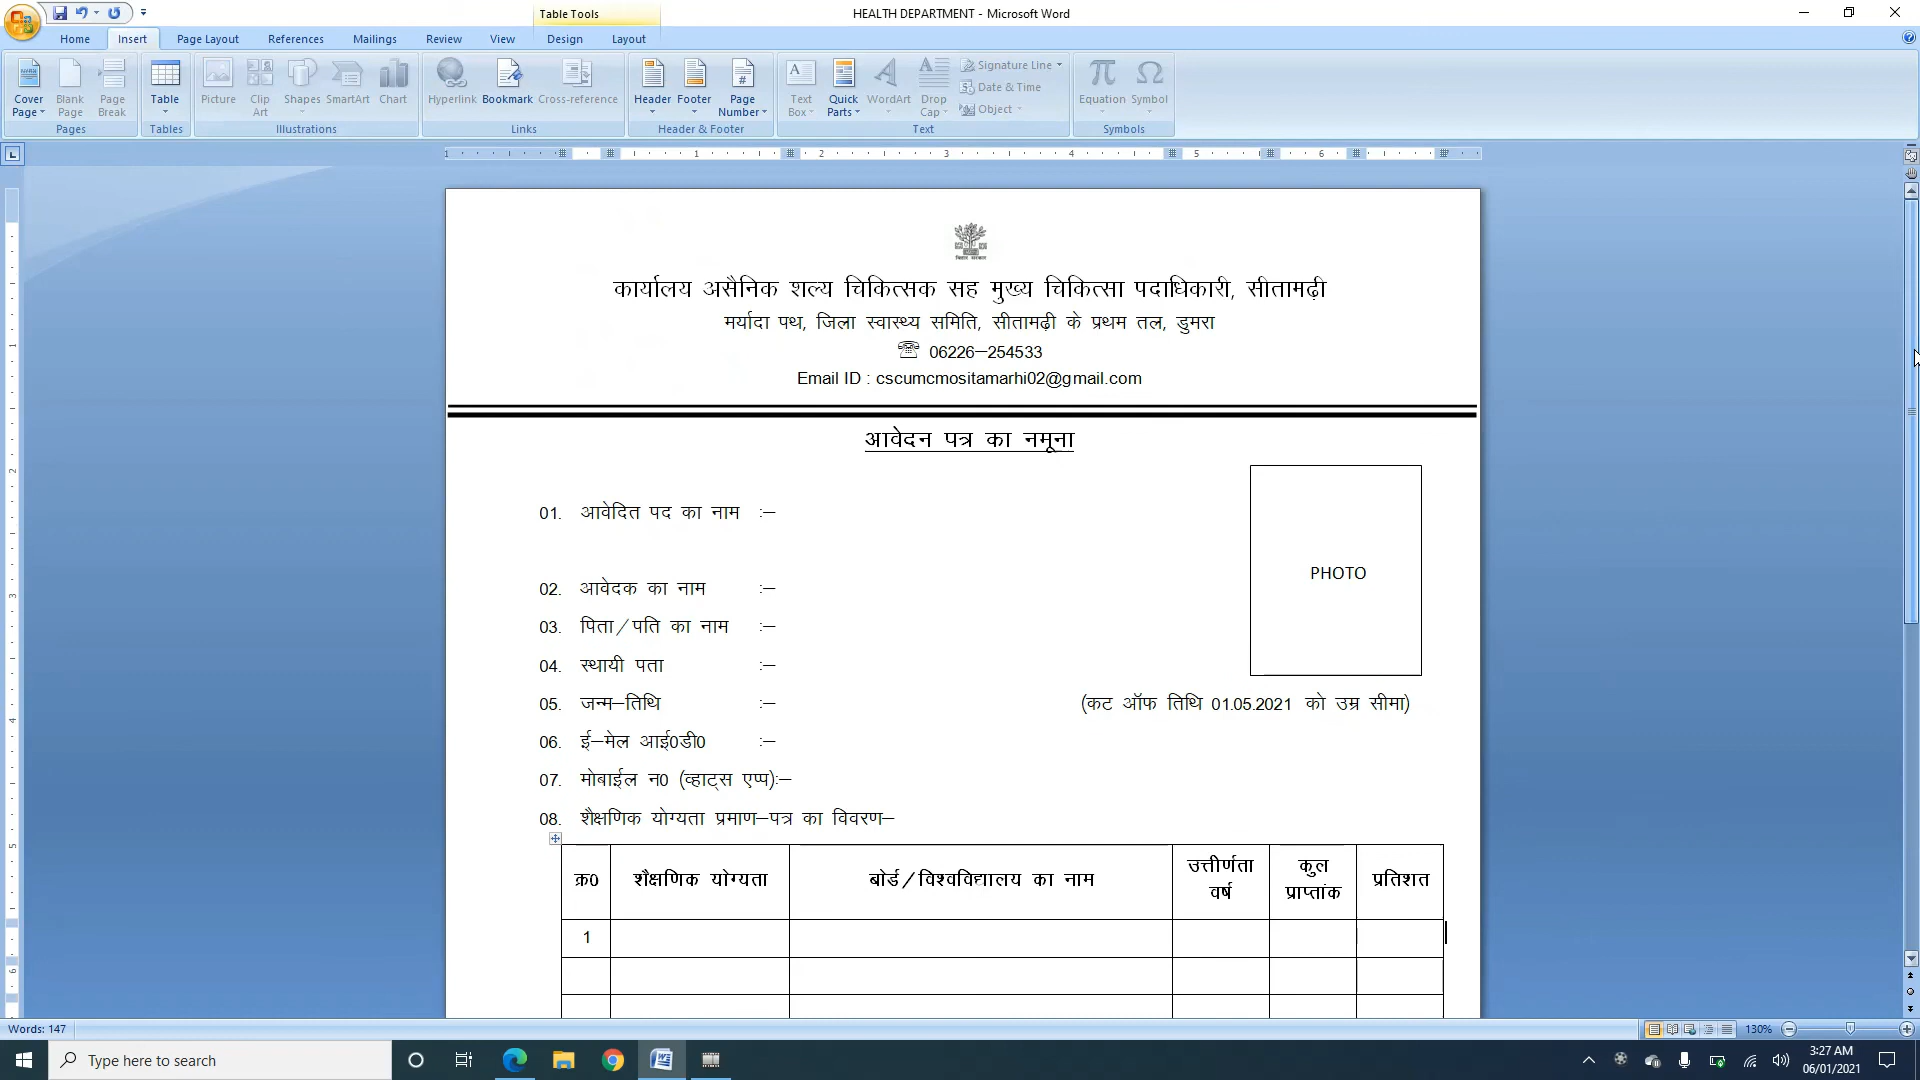 Table Tools
HEALTH DEPARTMENT - Microsoft Word
Home Insert Page Layout References Mailings Review View Design Layout
Cover Page Blank Page Page Break Table Picture Clip Art Shapes SmartArt Chart Hyperlink Bookmark Cross-reference Header Footer Page Number Text Box Quick Parts WordArt Drop Cap Signature Line Date & Time Object Equation Symbol
Pages Tables Illustrations Links Header & Footer Text Symbols
1 1 2 3 4 5 6
कार्यालय असैनिक शल्य चिकित्सक सह मुख्य चिकित्सा पदाधिकारी, सीतामढ़ी
मर्यादा पथ, जिला स्वास्थ्य समिति, सीतामढ़ी के प्रथम तल, डुमरा
☏ 06226–254533
Email ID : cscumcmositamarhi02@gmail.com
आवेदन पत्र का नमूना
01. आवेदित पद का नाम :–
PHOTO
02. आवेदक का नाम :–
03. पिता/पति का नाम :–
04. स्थायी पता :–
05. जन्म–तिथि :– (कट ऑफ तिथि 01.05.2021 को उम्र सीमा)
06. ई–मेल आई0डी0 :–
07. मोबाईल न0 (व्हाट्स एप्प):–
08. शैक्षणिक योग्यता प्रमाण–पत्र का विवरण–
क्र0 शैक्षणिक योग्यता बोर्ड/विश्वविद्यालय का नाम उत्तीर्णता वर्ष कुल प्राप्तांक प्रतिशत
1
Words: 147
130%
Type here to search
3:27 AM
06/01/2021